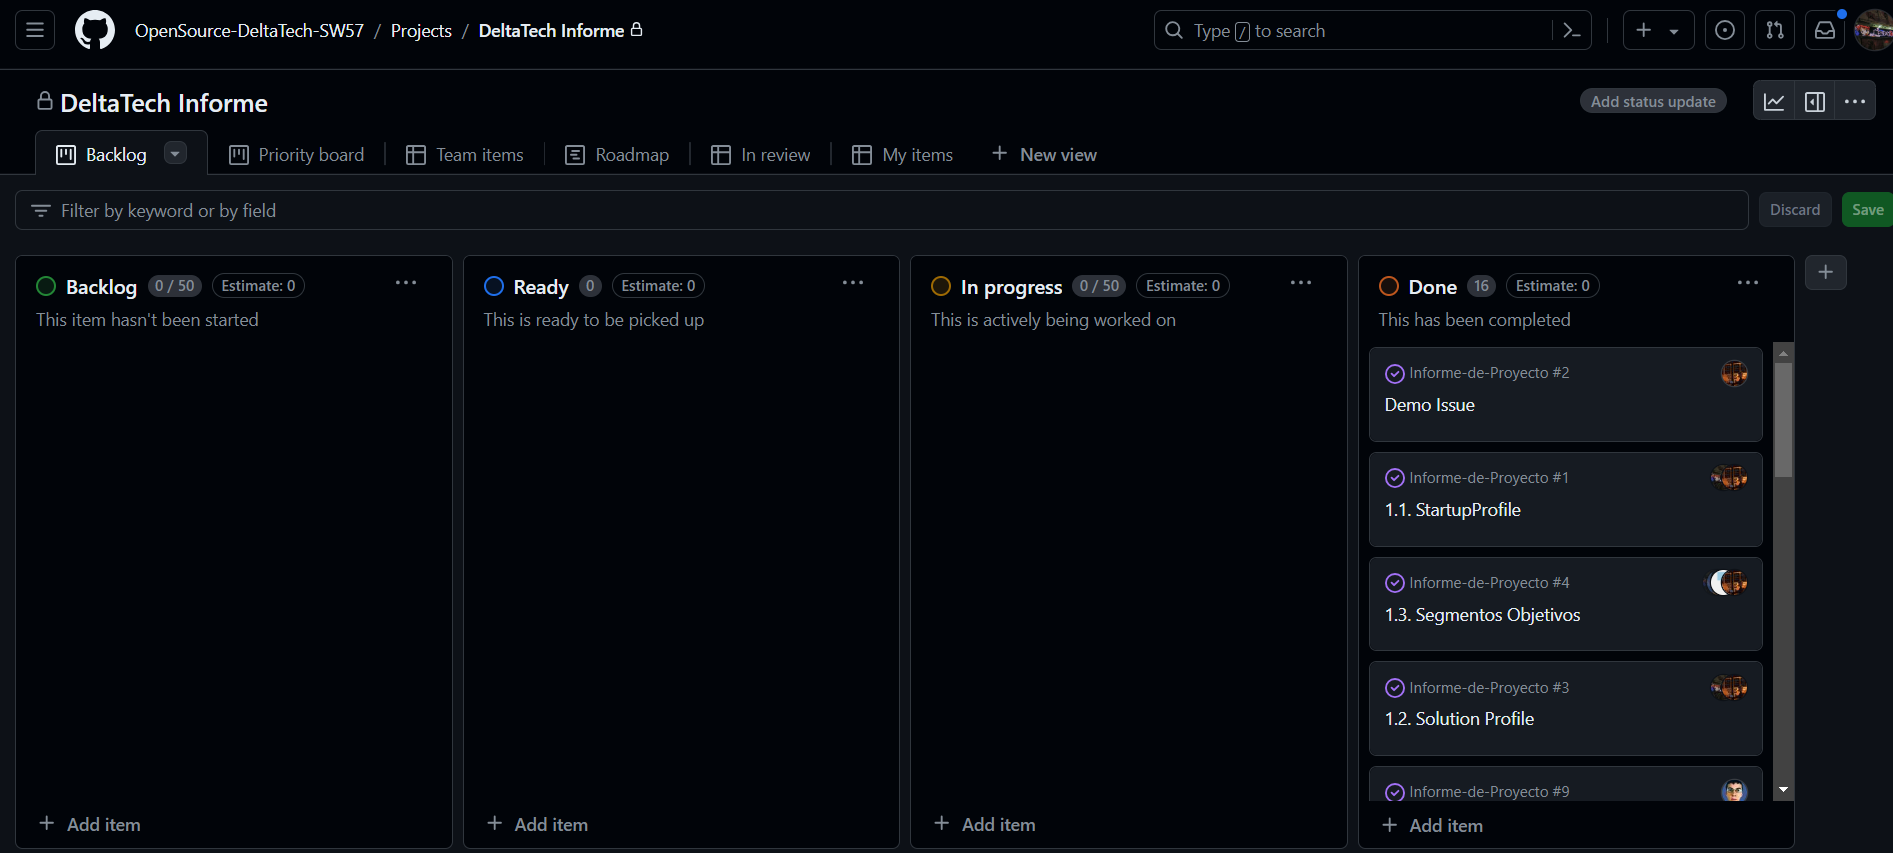 OpenSource-DeltaTech-SW57 / Projects / DeltaTech Informe
Type / to search
DeltaTech Informe
Add status update
Backlog
Priority board
Team items
Roadmap
In review
My items
New view
Filter by keyword or by field
Discard
Save
Backlog 0 / 50 Estimate: 0
This item hasn't been started
Add item
Ready 0 Estimate: 0
This is ready to be picked up
Add item
In progress 0 / 50 Estimate: 0
This is actively being worked on
Add item
Done 16 Estimate: 0
This has been completed
Informe-de-Proyecto #2
Demo Issue
Informe-de-Proyecto #1
1.1. StartupProfile
Informe-de-Proyecto #4
1.3. Segmentos Objetivos
Informe-de-Proyecto #3
1.2. Solution Profile
Informe-de-Proyecto #9
Add item